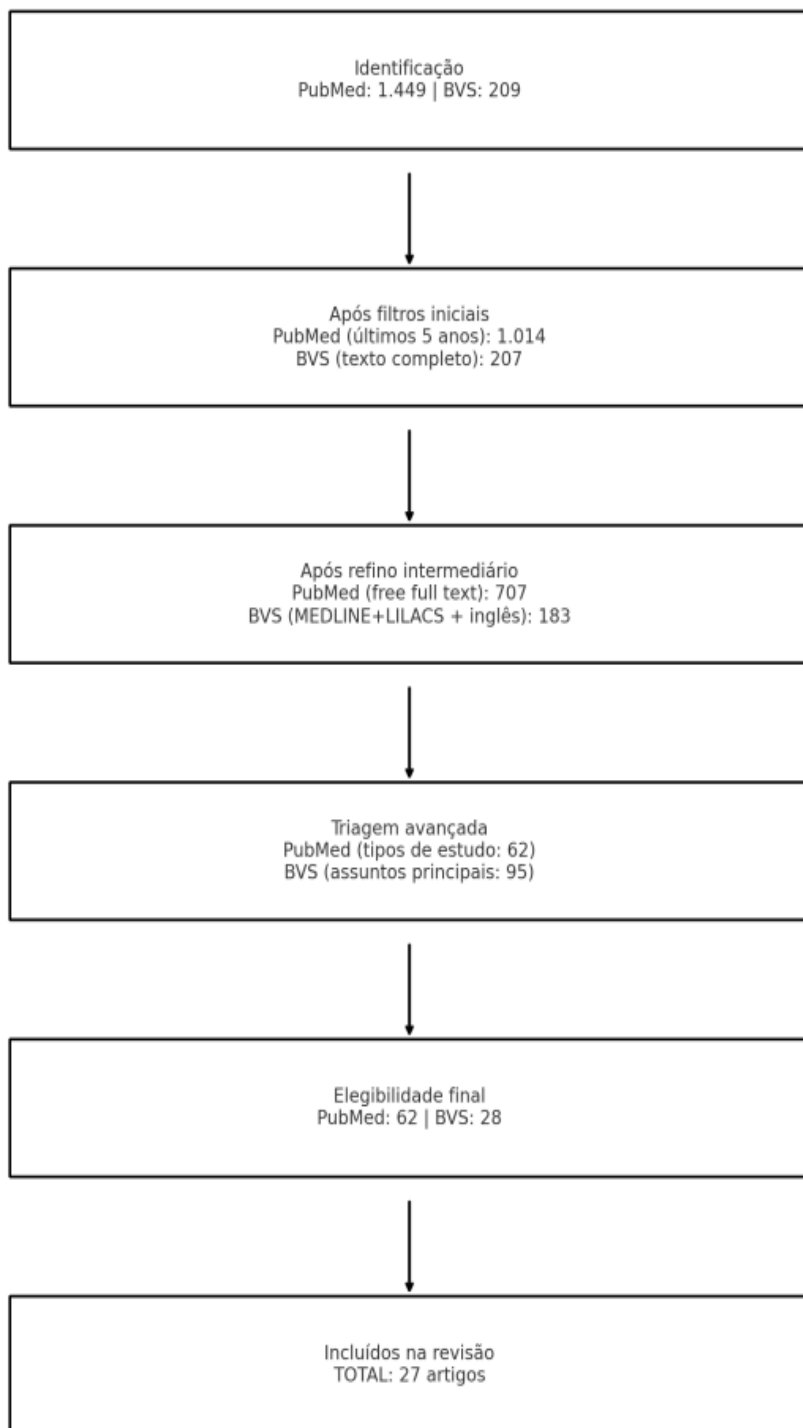 Identificação
PubMed: 1.449 | BVS: 209
Após filtros iniciais
PubMed (últimos 5 anos): 1.014
BVS (texto completo): 207
Após refino intermediário
PubMed (free full text): 707
BVS (MEDLINE+LILACS + inglês): 183
Triagem avançada
PubMed (tipos de estudo: 62)
BVS (assuntos principais: 95)
Elegibilidade final
PubMed: 62 | BVS: 28
Incluídos na revisão
TOTAL: 27 artigos